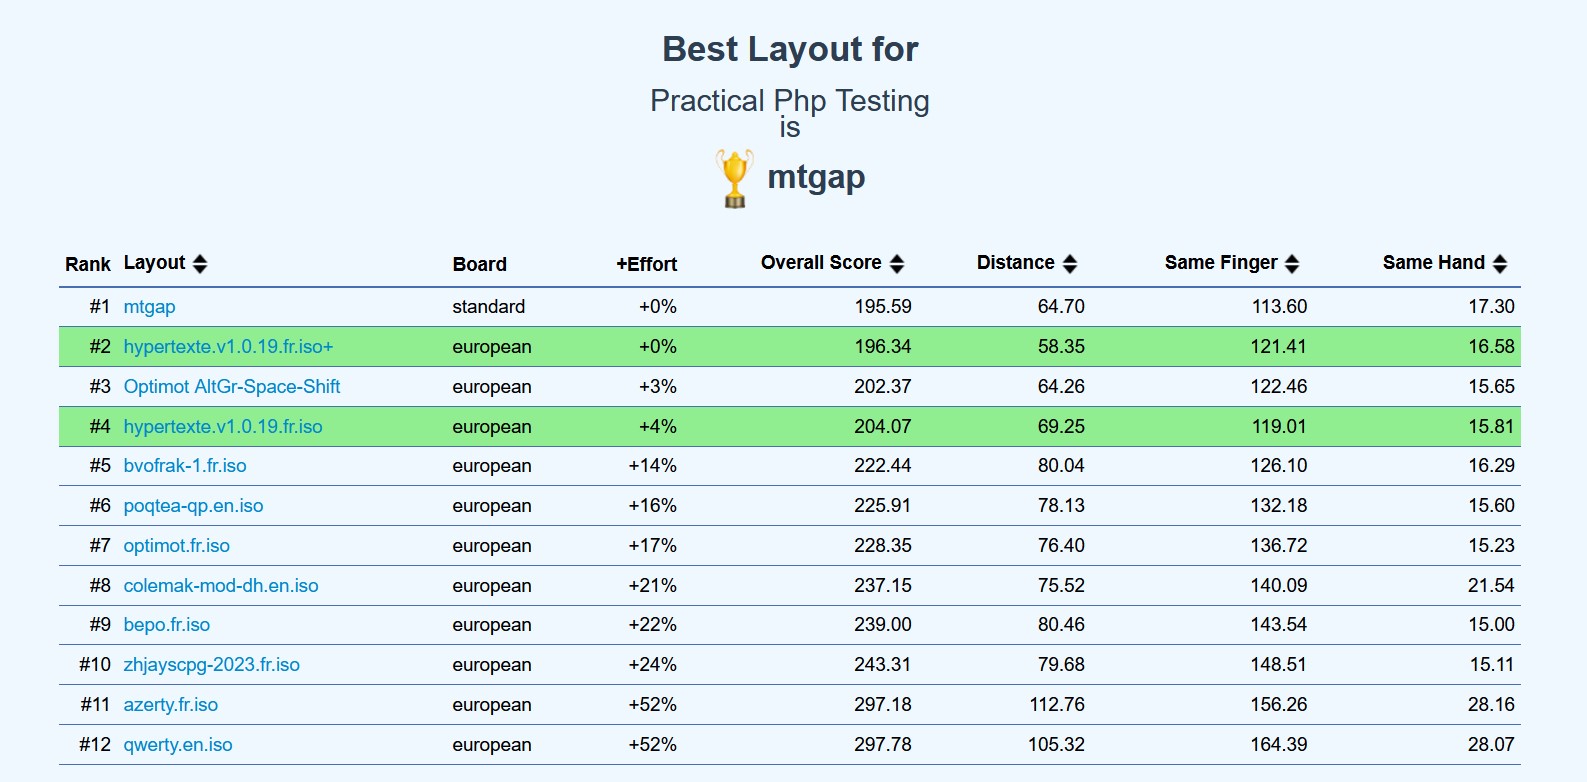 Best Layout for
Practical Php Testing
is
mtgap
Rank Layout Board +Effort Overall Score Distance Same Finger Same Hand
#1 mtgap standard +0% 195.59 64.70 113.60 17.30
#2 hypertexte.v1.0.19.fr.iso+ european +0% 196.34 58.35 121.41 16.58
#3 Optimot AltGr-Space-Shift european +3% 202.37 64.26 122.46 15.65
#4 hypertexte.v1.0.19.fr.iso european +4% 204.07 69.25 119.01 15.81
#5 bvofrak-1.fr.iso european +14% 222.44 80.04 126.10 16.29
#6 poqtea-qp.en.iso european +16% 225.91 78.13 132.18 15.60
#7 optimot.fr.iso european +17% 228.35 76.40 136.72 15.23
#8 colemak-mod-dh.en.iso european +21% 237.15 75.52 140.09 21.54
#9 bepo.fr.iso european +22% 239.00 80.46 143.54 15.00
#10 zhjayscpg-2023.fr.iso european +24% 243.31 79.68 148.51 15.11
#11 azerty.fr.iso european +52% 297.18 112.76 156.26 28.16
#12 qwerty.en.iso european +52% 297.78 105.32 164.39 28.07